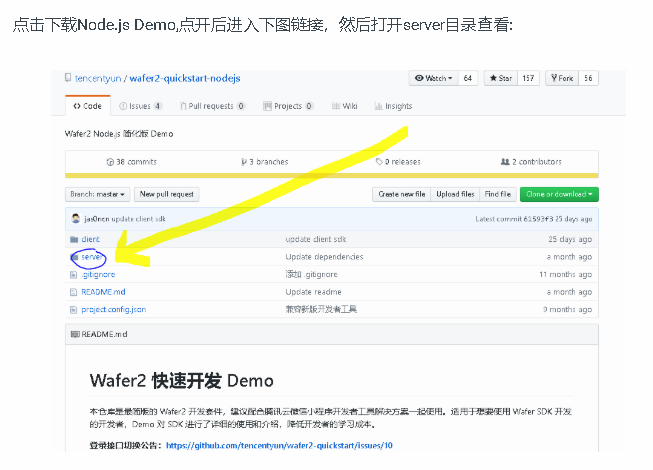 点击下载Node.js Demo,点开后进入下图链接，然后打开server目录查看:
tencentyun / wafer2-quickstart-nodejs
Watch 64 Star 157 Fork 56
Code Issues 4 Pull requests 0 Projects 0 Wiki Insights
Wafer2 Node.js 简化版 Demo
38 commits 3 branches 0 releases 2 contributors
Branch: master New pull request Create new file Upload files Find file Clone or download
jas0ncn update client sdk Latest commit 61593f3 25 days ago
client update client sdk 25 days ago
server Update dependencies a month ago
.gitignore 添加 .gitignore 11 months ago
README.md Update readme a month ago
project.config.json 兼容新版开发者工具 9 months ago
README.md
Wafer2 快速开发 Demo
本仓库是最简版的 Wafer2 开发套件，建议配合腾讯云微信小程序开发者工具解决方案一起使用。适用于想要使用 Wafer SDK 开发
的开发者，Demo 对 SDK 进行了详细的使用和介绍，降低开发者的学习成本。
登录接口切换公告：https://github.com/tencentyun/wafer2-quickstart/issues/10